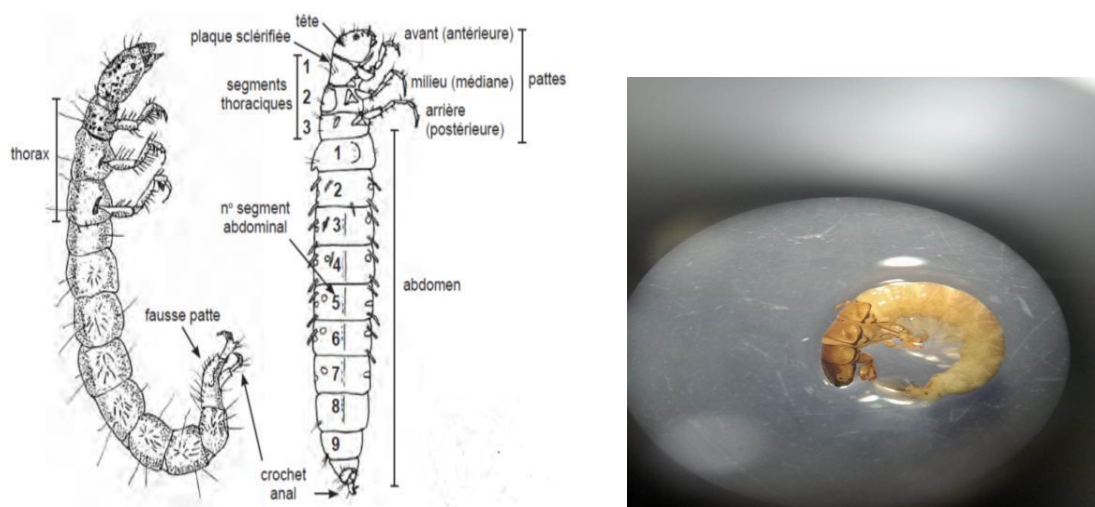 tête
plaque sclérifiée
avant (antérieure)
1
segments
thoraciques
2
milieu (médiane)
pattes
3
arrière
(postérieure)
thorax
1
2
nº segment
abdominal
3
4
5
abdomen
fausse patte
6
7
8
9
crochet
anal